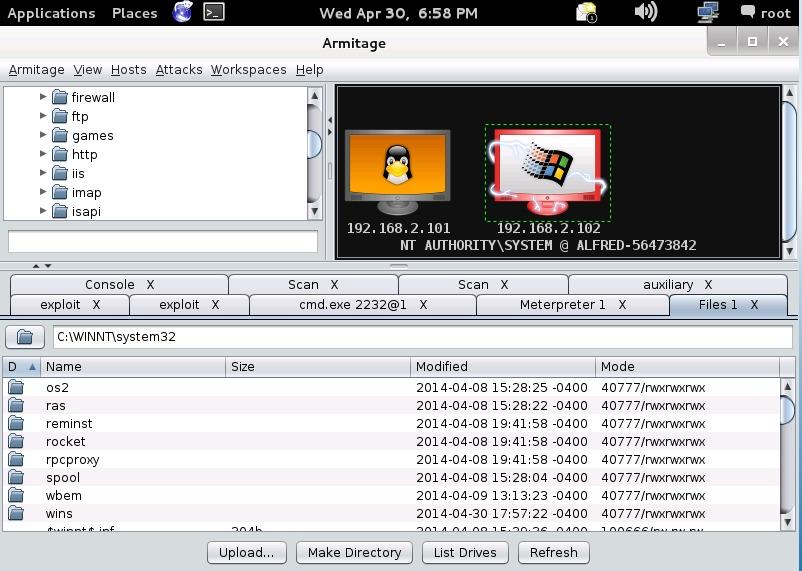 Applications Places Wed Apr 30, 6:58 PM 1 root
Armitage
Armitage View Hosts Attacks Workspaces Help
firewall
ftp
games
http
iis
imap
isapi
192.168.2.101 192.168.2.102
NT AUTHORITY\SYSTEM @ ALFRED-56473842
Console X Scan X Scan X auxiliary X
exploit X exploit X cmd.exe 2232@1 X Meterpreter 1 X Files 1 X
C:\WINNT\system32
D Name Size Modified Mode
os2 2014-04-08 15:28:25 -0400 40777/rwxrwxrwx
ras 2014-04-08 15:28:22 -0400 40777/rwxrwxrwx
reminst 2014-04-08 19:41:58 -0400 40777/rwxrwxrwx
rocket 2014-04-08 19:41:58 -0400 40777/rwxrwxrwx
rpcproxy 2014-04-08 19:41:58 -0400 40777/rwxrwxrwx
spool 2014-04-08 15:28:04 -0400 40777/rwxrwxrwx
wbem 2014-04-09 13:13:23 -0400 40777/rwxrwxrwx
wins 2014-04-30 17:57:22 -0400 40777/rwxrwxrwx
Upload... Make Directory List Drives Refresh